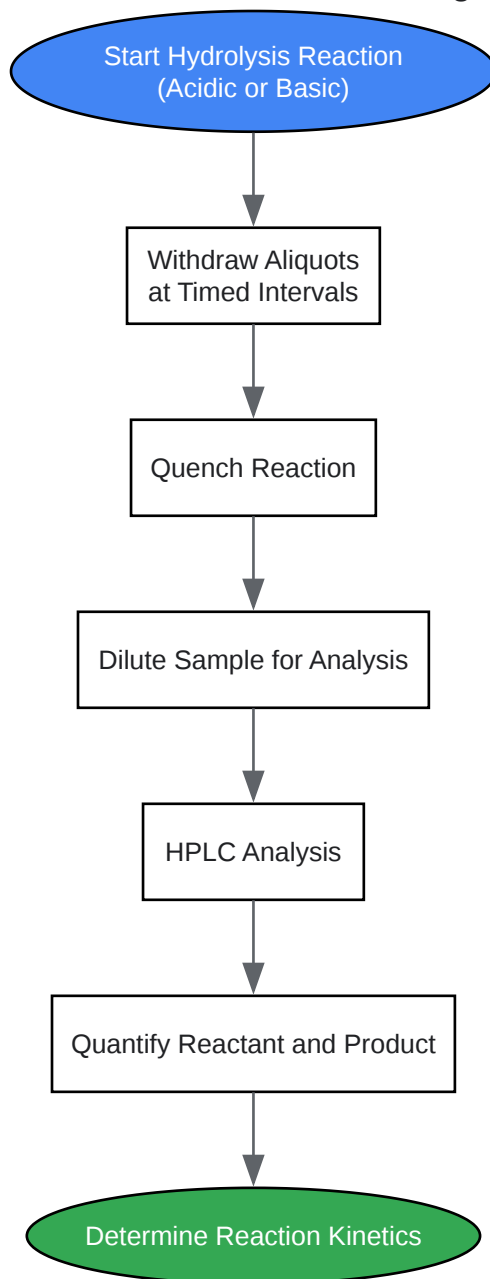 Start Hydrolysis Reaction
(Acidic or Basic)
Withdraw Aliquots
at Timed Intervals
Quench Reaction
Dilute Sample for Analysis
HPLC Analysis
Quantify Reactant and Product
Determine Reaction Kinetics